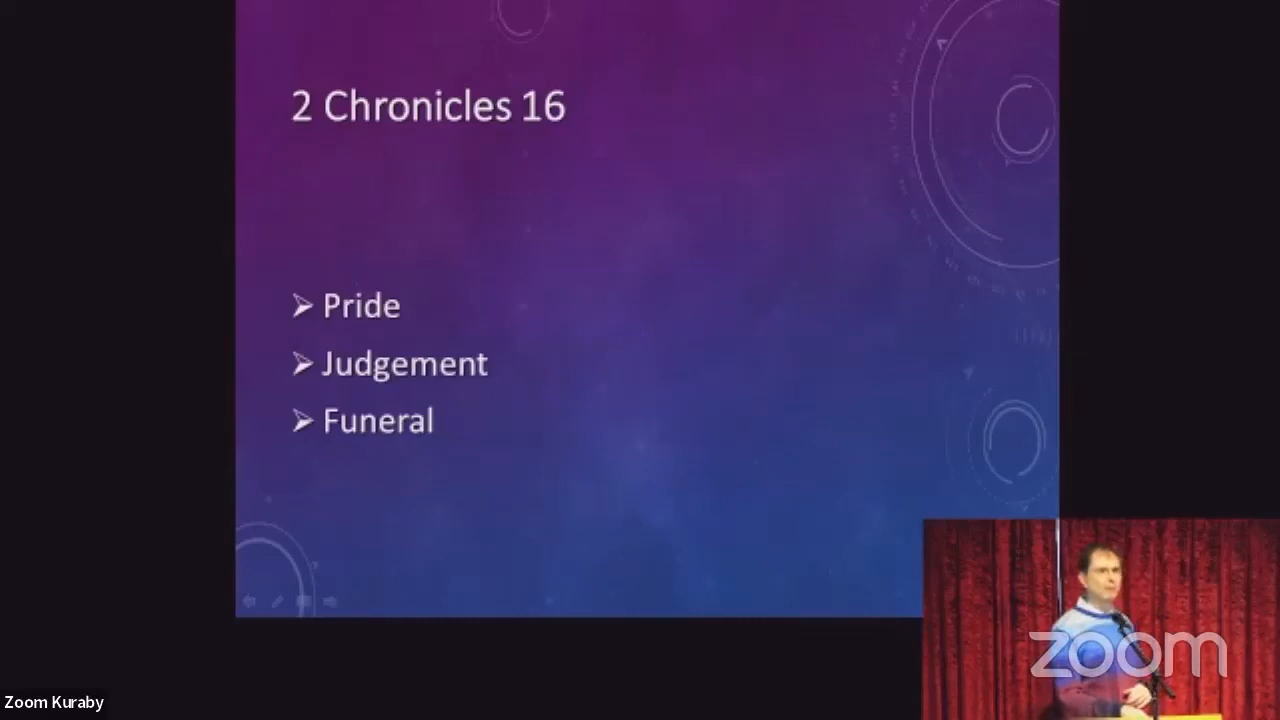 2 Chronicles 16
➢ Pride
➢ Judgement
➢ Funeral
zoom
Zoom Kuraby